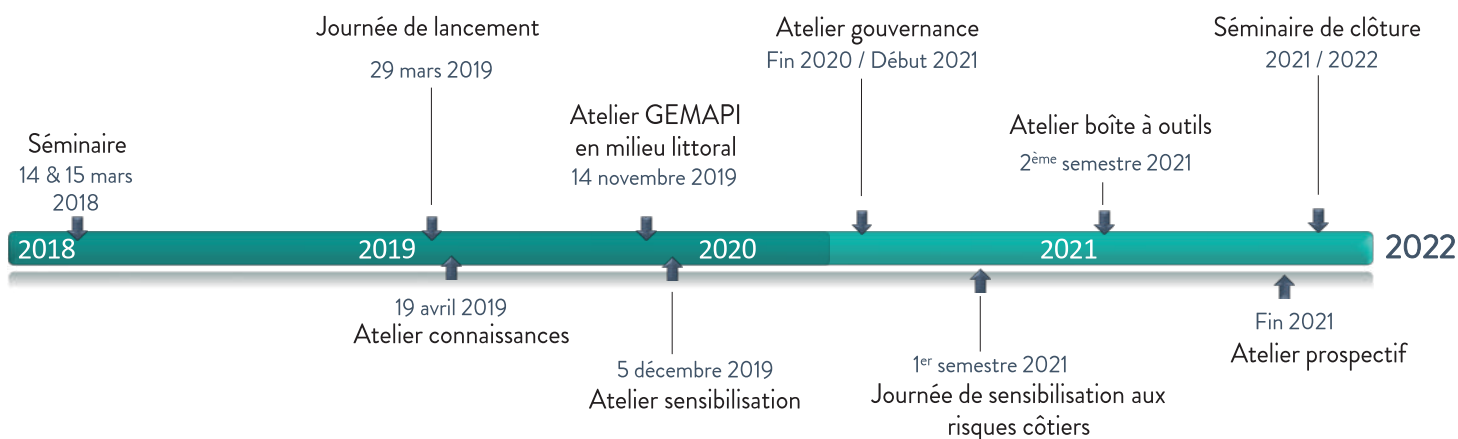 Journée de lancement
29 mars 2019
Atelier gouvernance
Fin 2020 / Début 2021
Séminaire de clôture
2021 / 2022
Séminaire
14 & 15 mars
2018
Atelier GEMAPI
en milieu littoral
14 novembre 2019
Atelier boîte à outils
2ème semestre 2021
2018
2019
2020
2021
2022
19 avril 2019
Atelier connaissances
5 décembre 2019
Atelier sensibilisation
1er semestre 2021
Journée de sensibilisation aux
risques côtiers
Fin 2021
Atelier prospectif